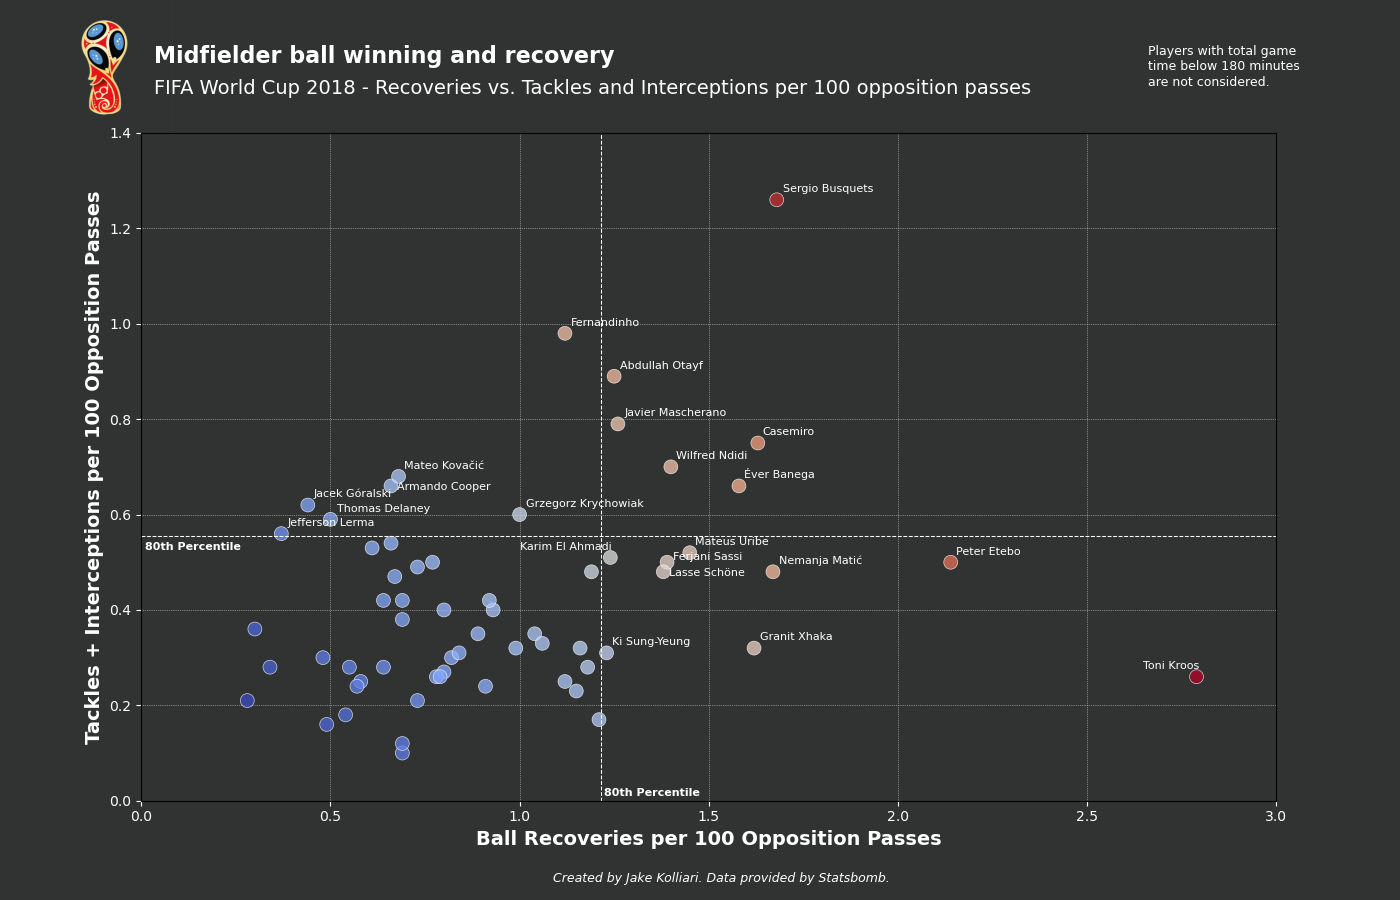 Midfielder ball winning and recovery
FIFA World Cup 2018 - Recoveries vs. Tackles and Interceptions per 100 opposition passes
Players with total game
time below 180 minutes
are not considered.
Tackles + Interceptions per 100 Opposition Passes
1.4
1.2
1.0
0.8
0.6
0.4
0.2
0.0
Sergio Busquets
Fernandinho
Abdullah Otayf
Javier Mascherano
Casemiro
Wilfred Ndidi
Mateo Kovačić
Éver Banega
Armando Cooper
Jacek Góralski
Grzegorz Krychowiak
Thomas Delaney
Jefferson Lerma
80th Percentile
Karim El Ahmadi
Mateus Uribe
Ferjani Sassi
Lasse Schöne
Nemanja Matić
Peter Etebo
Ki Sung-Yeung
Granit Xhaka
Toni Kroos
80th Percentile
0.0
0.5
1.0
1.5
2.0
2.5
3.0
Ball Recoveries per 100 Opposition Passes
Created by Jake Kolliari. Data provided by Statsbomb.